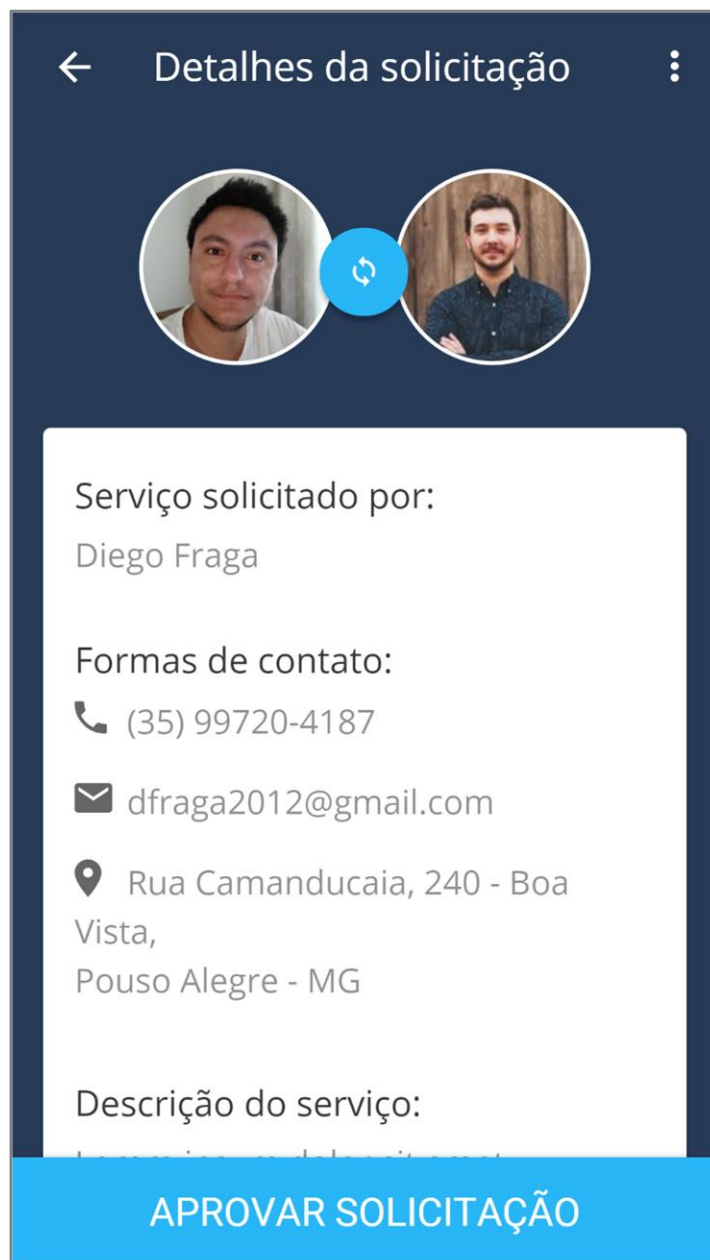 Detalhes da solicitação
Serviço solicitado por:
Diego Fraga
Formas de contato:
(35) 99720-4187
dfraga2012@gmail.com
Rua Camanducaia, 240 - Boa
Vista,
Pouso Alegre - MG
Descrição do serviço:
APROVAR SOLICITAÇÃO